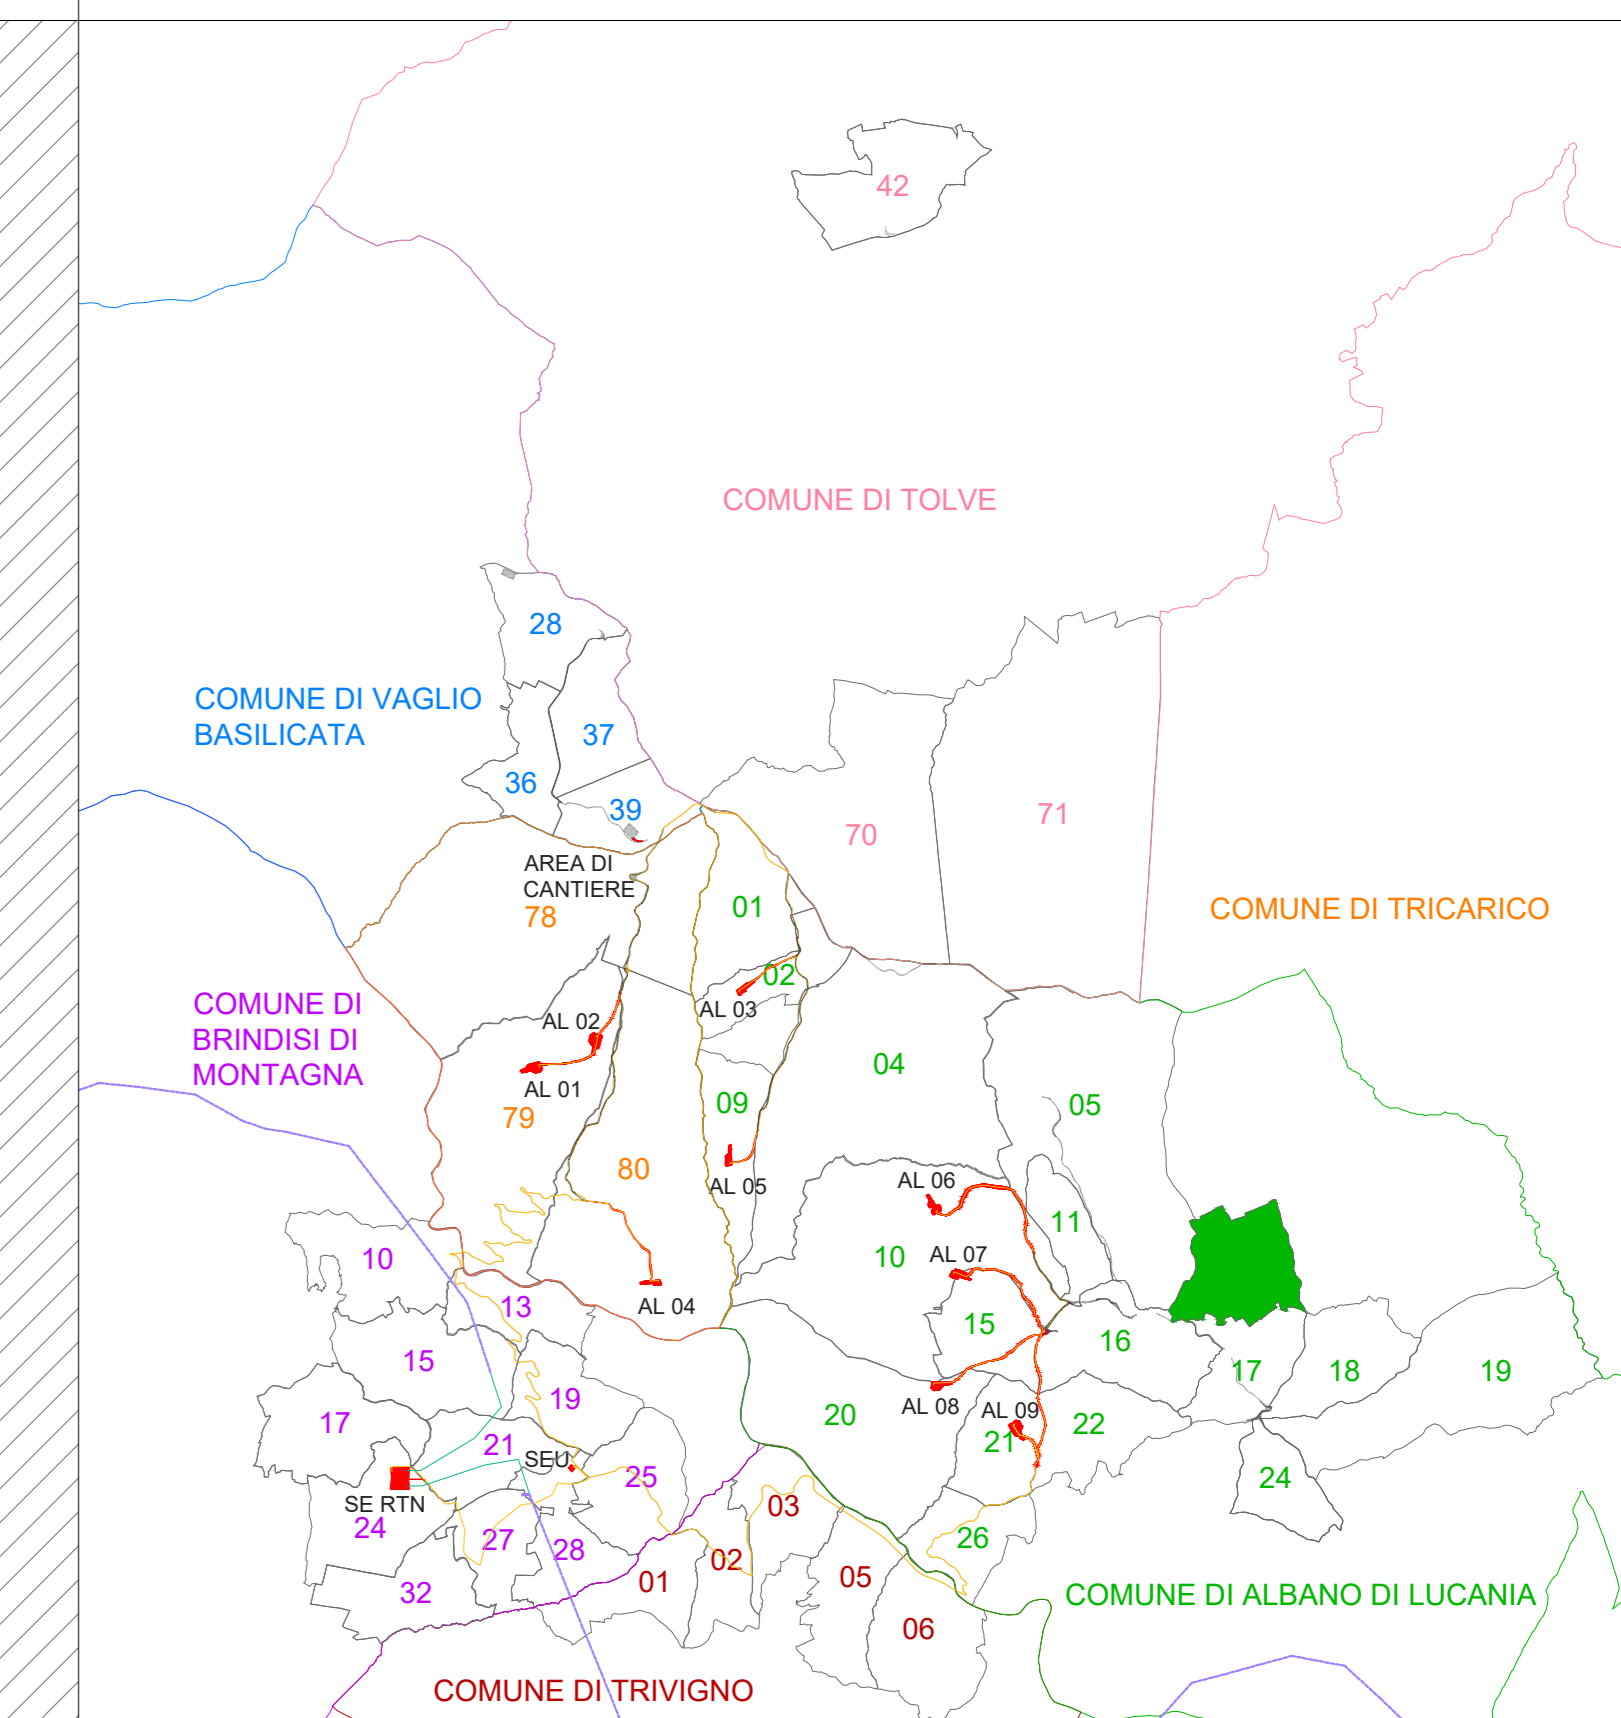 42
COMUNE DI TOLVE
28
COMUNE DI VAGLIO
BASILICATA
37
36
39
70
71
AREA DI
CANTIERE
78
01
COMUNE DI TRICARICO
02
AL 03
COMUNE DI
BRINDISI DI
MONTAGNA
AL 02
AL 01
79
04
09
05
80
AL 05
AL 06
11
10
10
AL 07
13
AL 04
15
16
15
17
18
19
19
AL 08
20
AL 09
21
22
17
21
SEU
25
24
SE RTN
24
03
27
28
26
02
01
05
32
COMUNE DI ALBANO DI LUCANIA
06
COMUNE DI TRIVIGNO